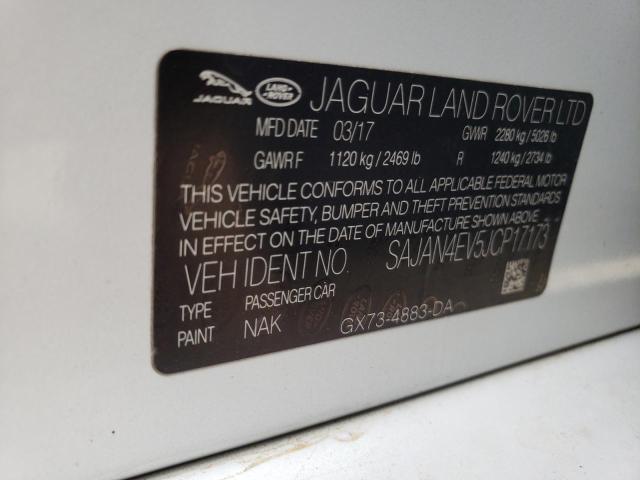 JAGUAR LAND ROVER JAGUAR LAND ROVER LTD
MFD DATE 03/17 GVWR 2280 kg / 5026 lb
GAWR F 1120 kg / 2469 lb R 1240 kg / 2734 lb
THIS VEHICLE CONFORMS TO ALL APPLICABLE FEDERAL MOTOR
VEHICLE SAFETY, BUMPER AND THEFT PREVENTION STANDARDS
IN EFFECT ON THE DATE OF MANUFACTURE SHOWN ABOVE.
VEH IDENT NO. SAJAN4EV5JCP17173
TYPE PASSENGER CAR
PAINT NAK GX73-4883-DA